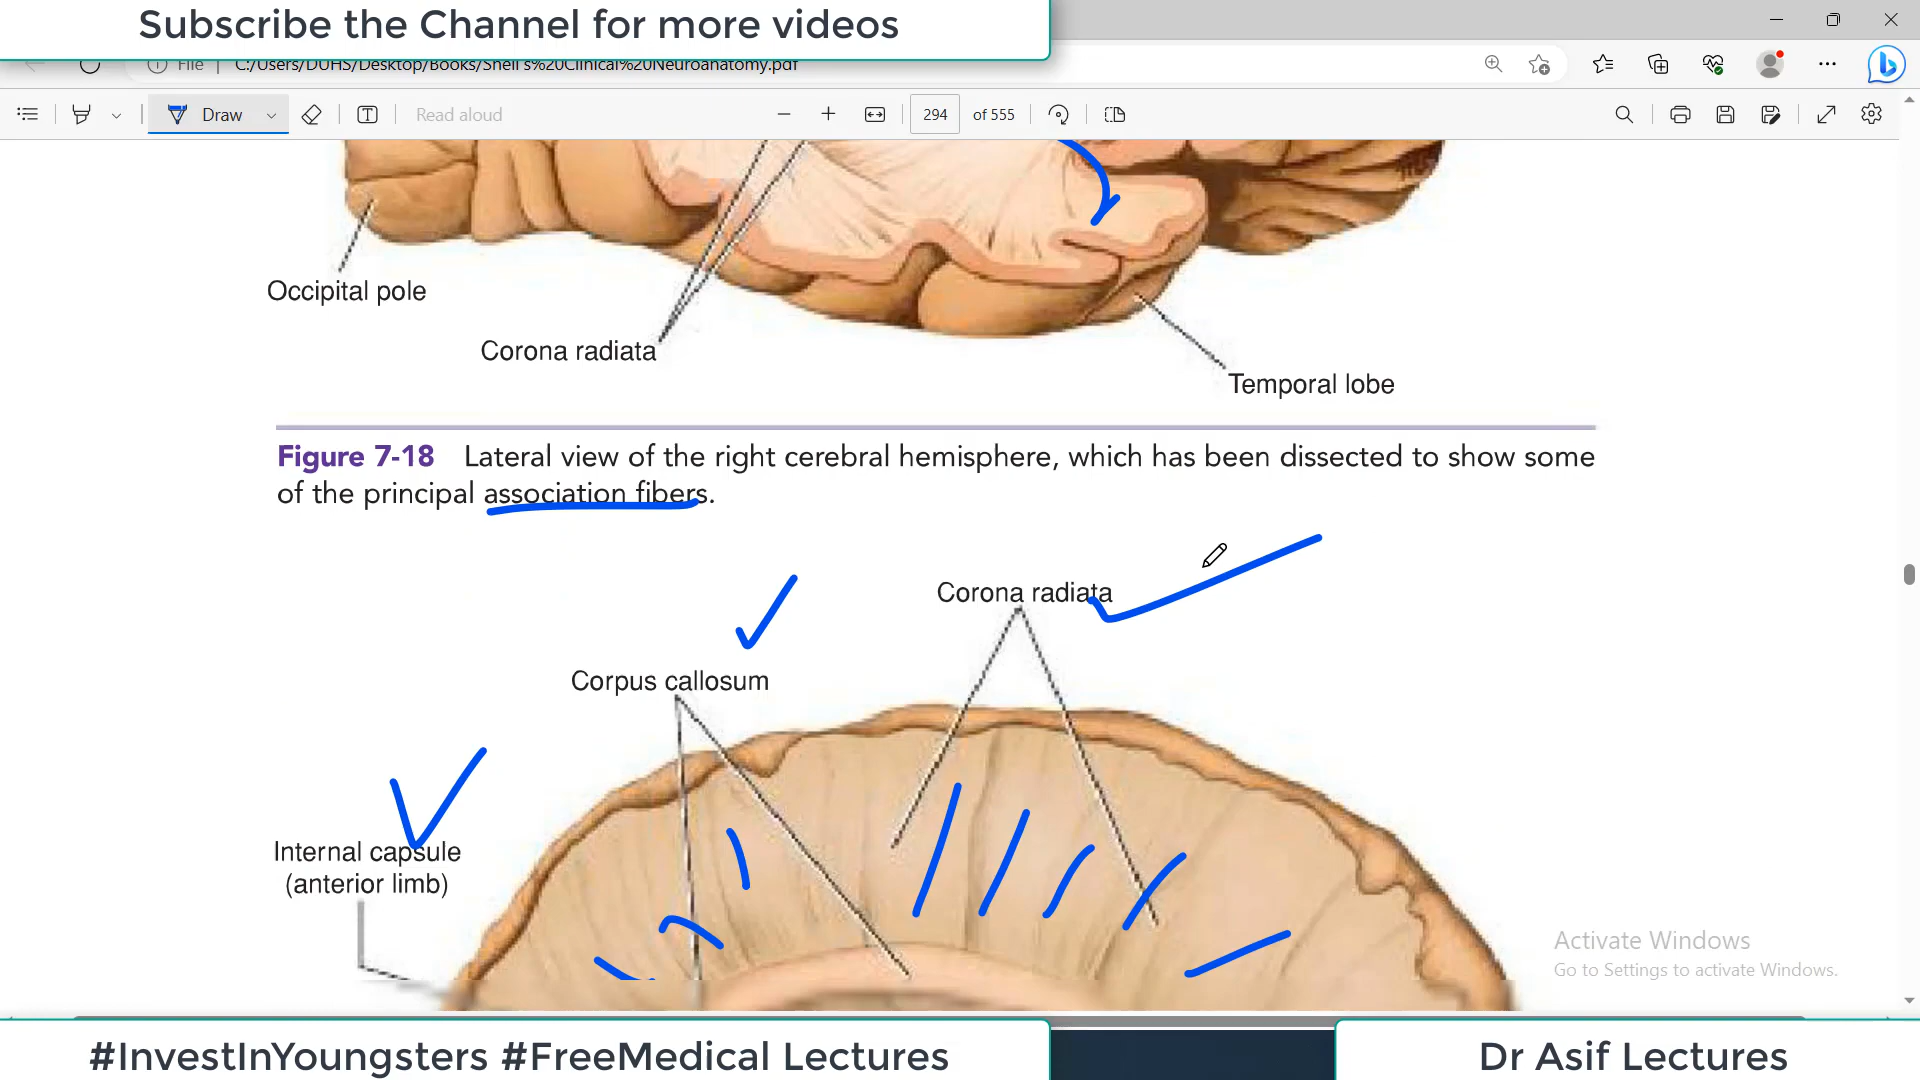 Subscribe the Channel for more videos
File
C:/Users/DUHS/Desktop/Books/Snell's%20Clinical%20Neuroanatomy.pdf
Draw
Read aloud
294 of 555
Occipital pole
Corona radiata
Temporal lobe
Figure 7-18 Lateral view of the right cerebral hemisphere, which has been dissected to show some
of the principal association fibers.
Corona radiata
Corpus callosum
Internal capsule
(anterior limb)
Activate Windows
Go to Settings to activate Windows.
#InvestInYoungsters #FreeMedical Lectures
Dr Asif Lectures